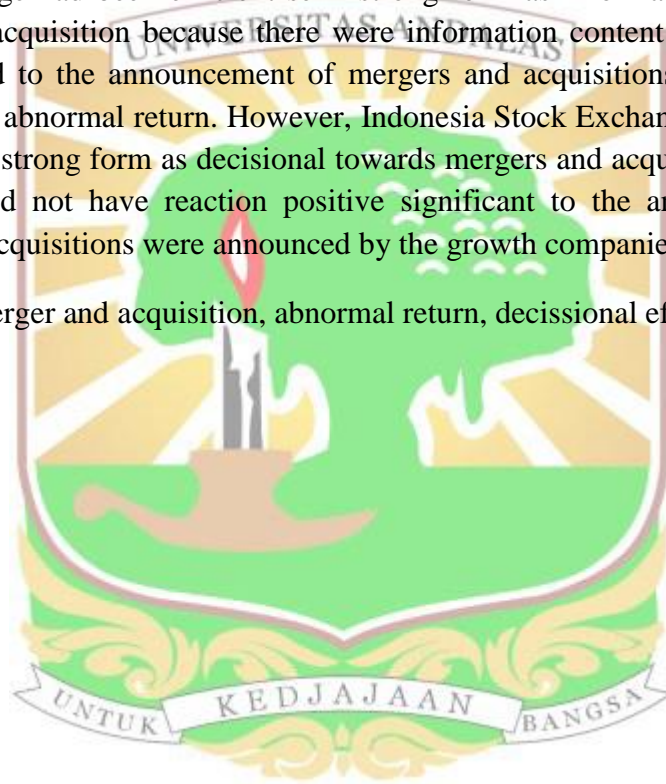 acquisition because there were information content
UNIVERSITAS ANDALAS
d to the announcement of mergers and acquisitions
abnormal return. However, Indonesia Stock Exchan
strong form as decisional towards mergers and acqu
d not have reaction positive significant to the an
cquisitions were announced by the growth companie
erger and acquisition, abnormal return, decissional ef
UNTUK KEDJAJAAN BANGSA